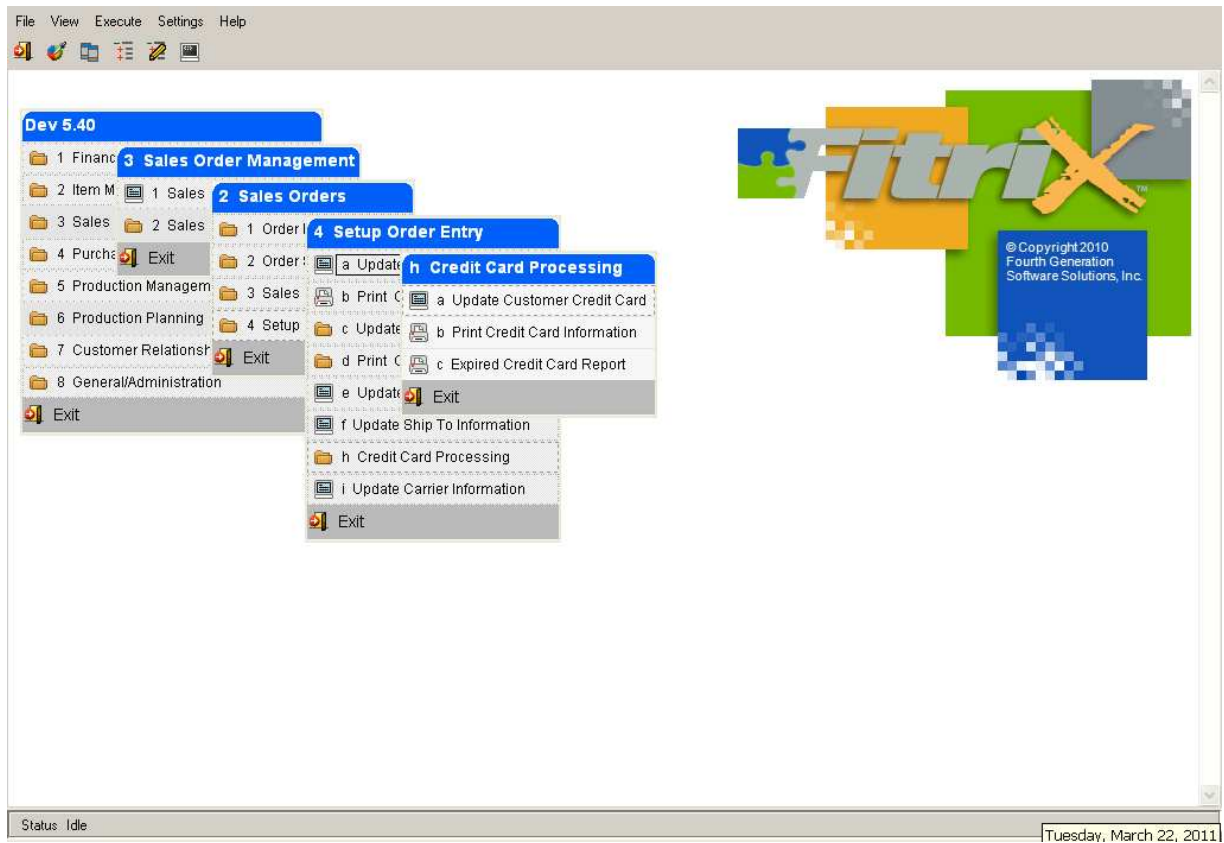 File View Execute Settings Help
Dev 5.40
1 Financ
2 Item M
3 Sales
4 Purcha
5 Production Managem
6 Production Planning
7 Customer Relationsh
8 General/Administration
Exit
3 Sales Order Management
1 Sales
2 Sales
Exit
2 Sales Orders
1 Order
2 Order
3 Sales
4 Setup
Exit
4 Setup Order Entry
a Update
b Print
c Update
d Print
e Update
f Update Ship To Information
h Credit Card Processing
i Update Carrier Information
Exit
h Credit Card Processing
a Update Customer Credit Card
b Print Credit Card Information
c Expired Credit Card Report
Exit
FitriX™
© Copyright 2010
Fourth Generation
Software Solutions, Inc.
Status Idle
Tuesday, March 22, 2011